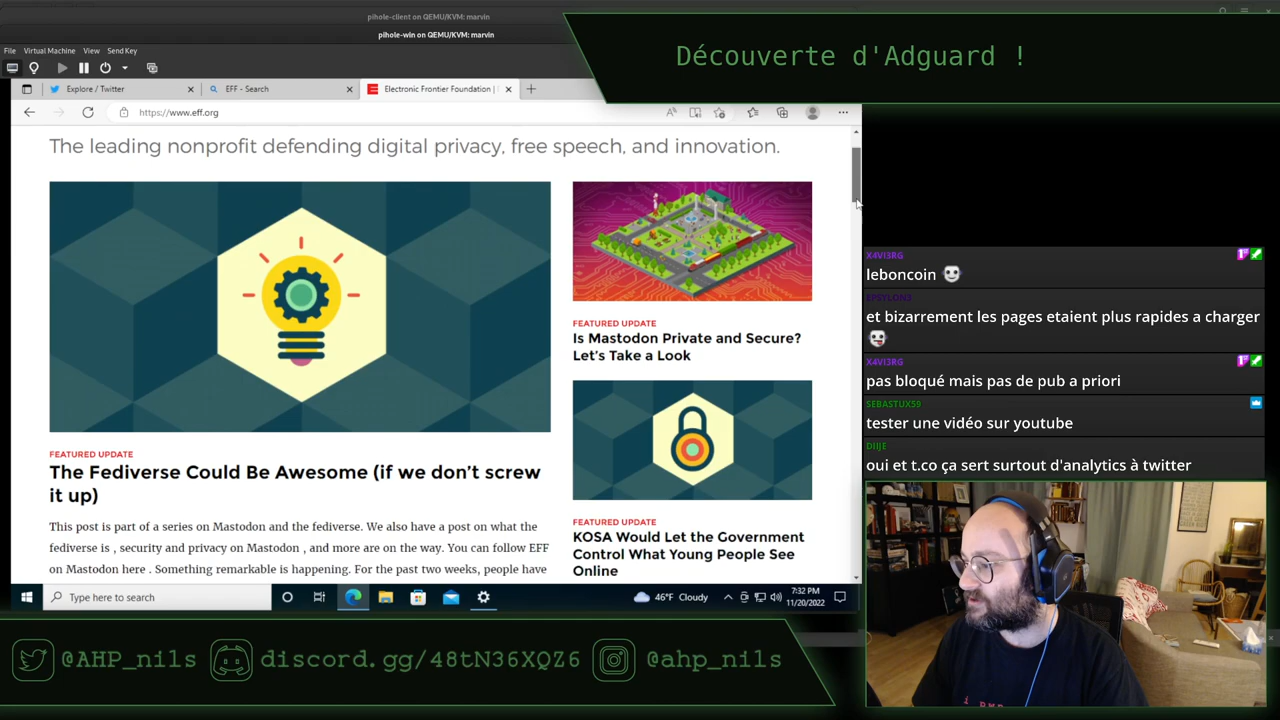 pihole-client on QEMU/KVM: marvin
pihole-win on QEMU/KVM: marvin
File Virtual Machine View Send Key
Découverte d'Adguard !
Explore / Twitter
EFF - Search
Electronic Frontier Foundation |
https://www.eff.org
The leading nonprofit defending digital privacy, free speech, and innovation.
FEATURED UPDATE
Is Mastodon Private and Secure?
Let's Take a Look
FEATURED UPDATE
The Fediverse Could Be Awesome (if we don't screw
it up)
This post is part of a series on Mastodon and the fediverse. We also have a post on what the
fediverse is , security and privacy on Mastodon , and more are on the way. You can follow EFF
on Mastodon here . Something remarkable is happening. For the past two weeks, people have
FEATURED UPDATE
KOSA Would Let the Government
Control What Young People See
Online
X4VI3RG
leboncoin
EPSYLON3
et bizarrement les pages etaient plus rapides a charger
X4VI3RG
pas bloqué mais pas de pub a priori
SEBASTUX59
tester une vidéo sur youtube
DIIJE
oui et t.co ça sert surtout d'analytics à twitter
Type here to search
46°F Cloudy
7:32 PM
11/20/2022
@AHP_nils
discord.gg/48tN36XQZ6
@ahp_nils